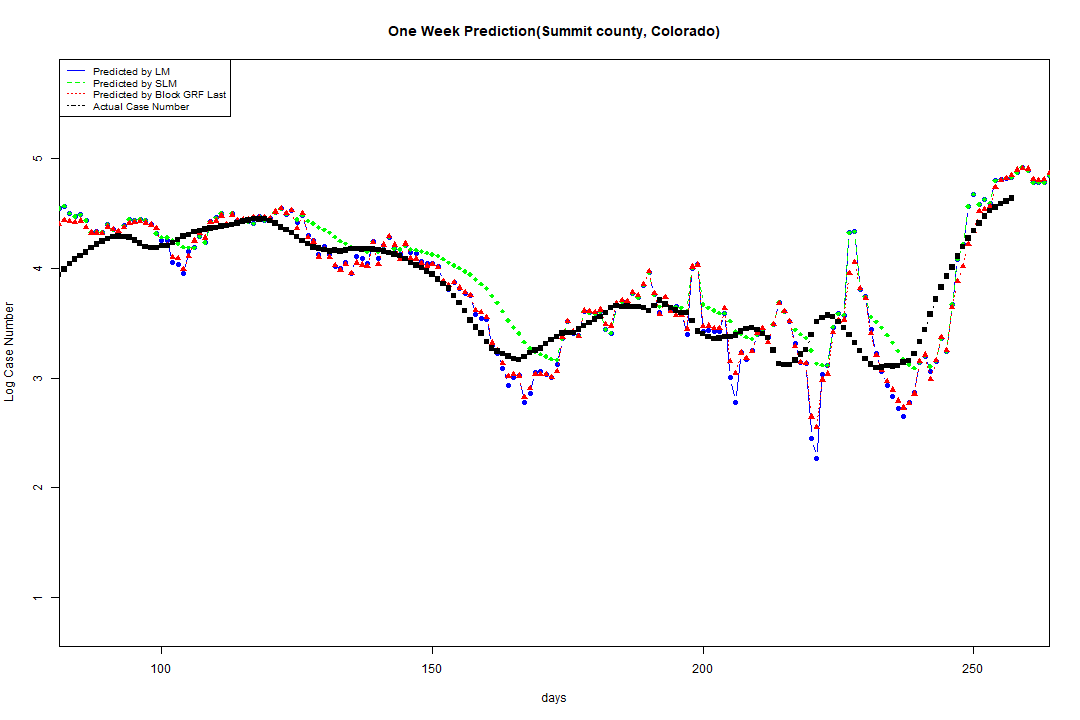 One Week Prediction(Summit county, Colorado)
Predicted by LM
Predicted by SLM
Predicted by Block GRF Last
Actual Case Number
5
4
3
2
1
Log Case Number
100 150 200 250
days